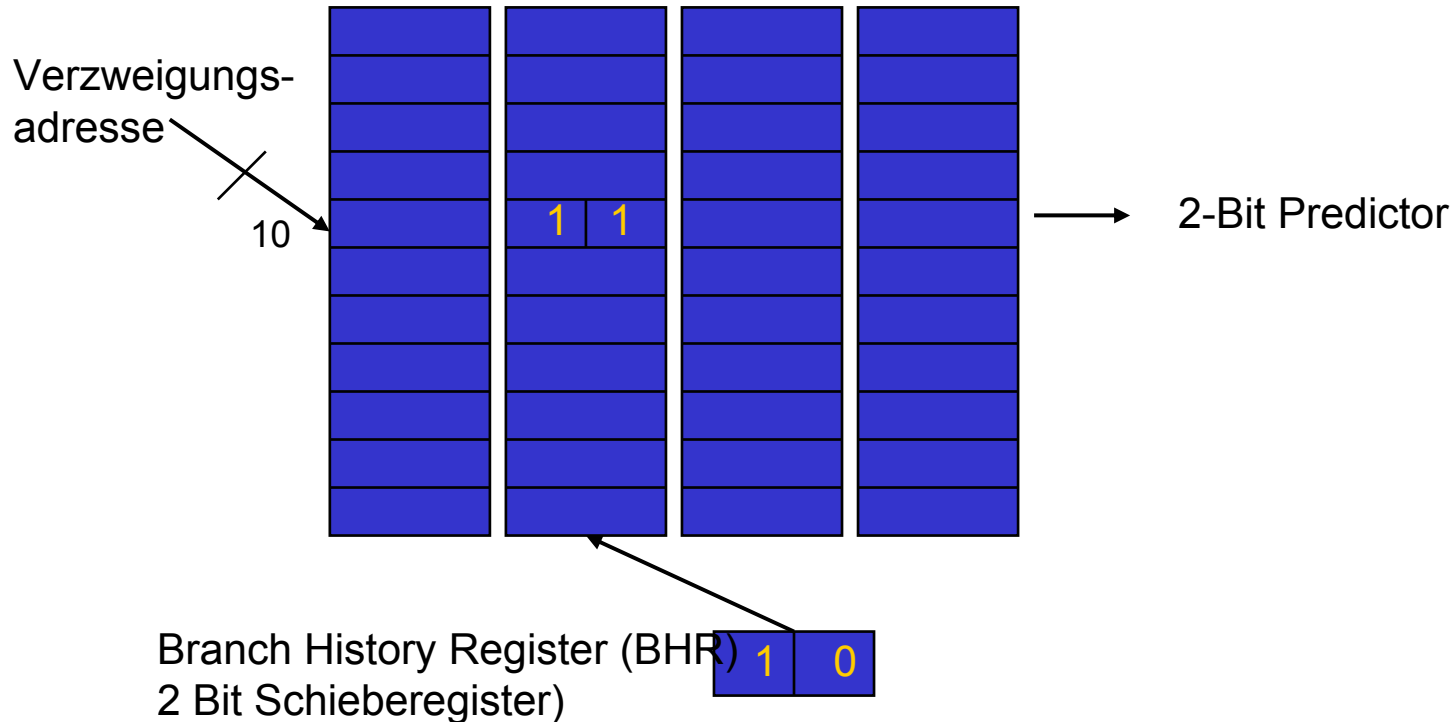 Verzweigungs-
adresse
10
1 1
2-Bit Predictor
Branch History Register (BHR)
1 0
2 Bit Schieberegister)